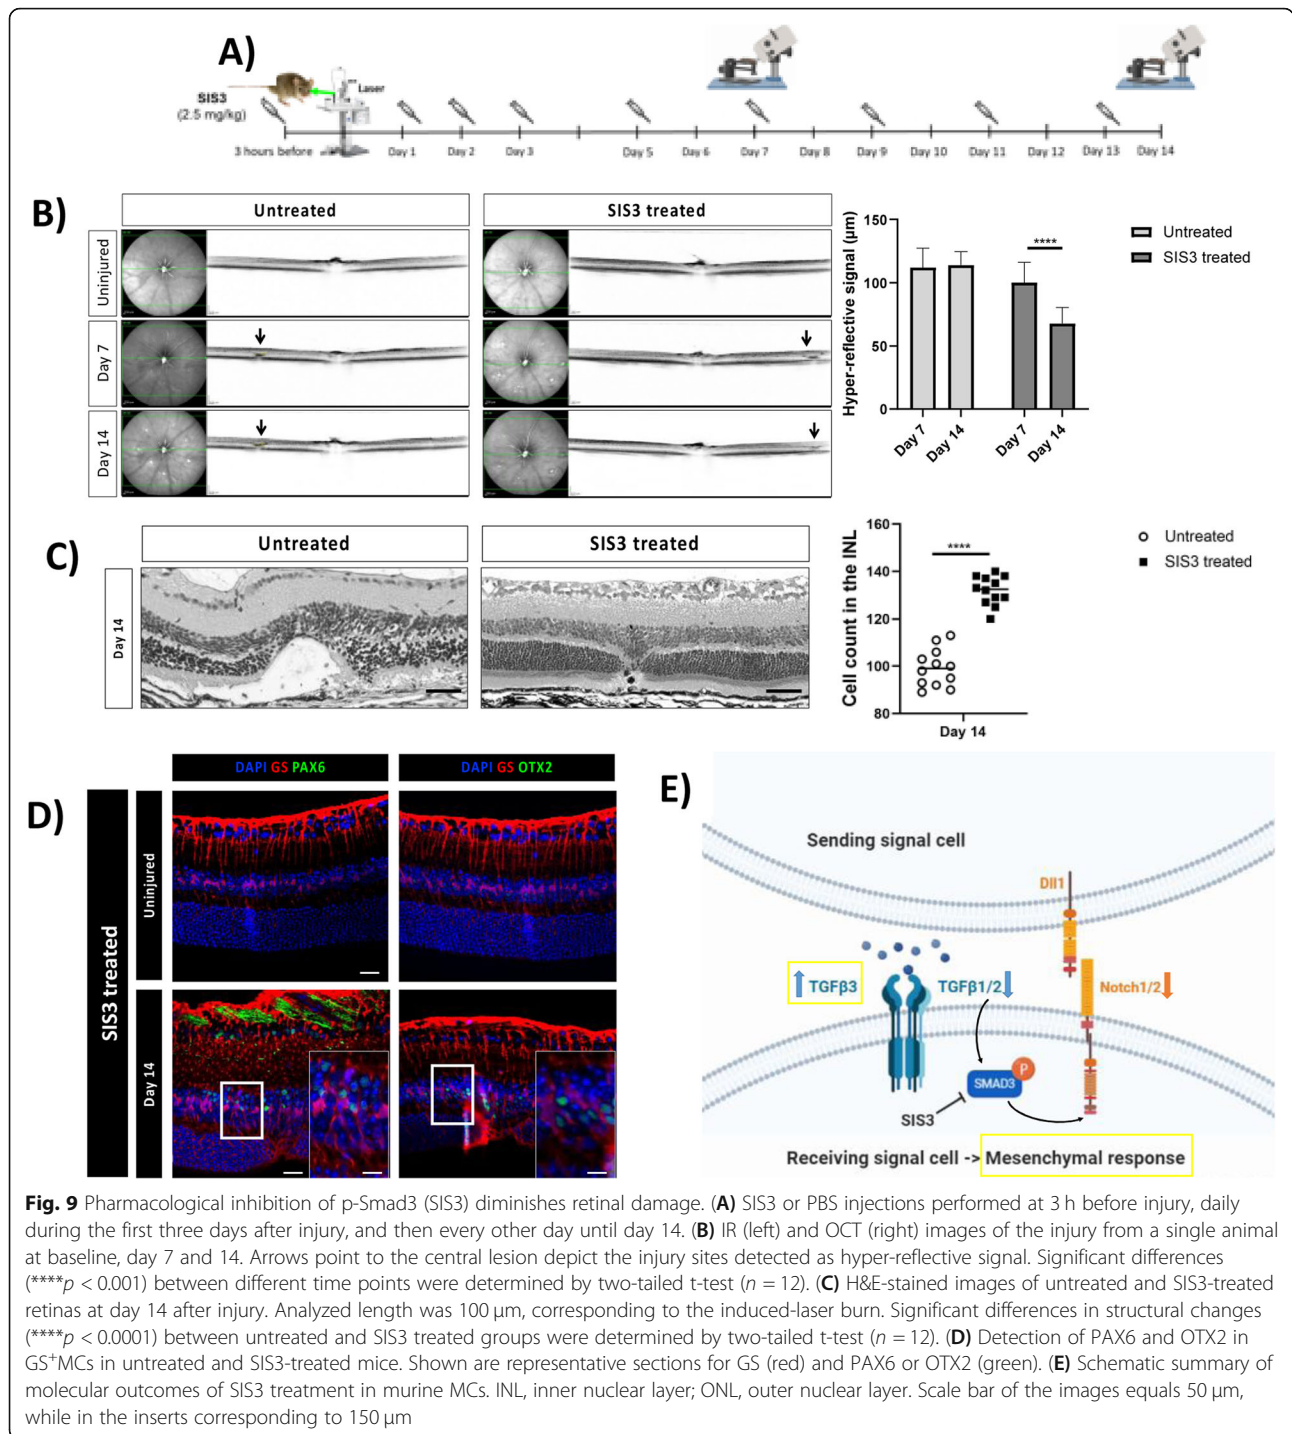 A)
SIS3
(2.5 mg/kg)
Laser
3 hours before
Day 1
Day 2
Day 3
Day 5
Day 6
Day 7
Day 8
Day 9
Day 10
Day 11
Day 12
Day 13
Day 14
B)
Untreated
SIS3 treated
Uninjured
Day 7
Day 14
Hyper-reflective signal (µm)
150
100
50
0
****
Day 7
Day 14
Day 7
Day 14
Untreated
SIS3 treated
C)
Untreated
SIS3 treated
Day 14
Cell count in the INL
160
140
120
100
80
****
Day 14
Untreated
SIS3 treated
D)
SIS3 treated
DAPI GS PAX6
DAPI GS OTX2
Uninjured
Day 14
E)
Sending signal cell
Dll1
TGFβ3
TGFβ1/2
Notch1/2
P
SMAD3
SIS3
Receiving signal cell -> Mesenchymal response
Fig. 9 Pharmacological inhibition of p-Smad3 (SIS3) diminishes retinal damage. (A) SIS3 or PBS injections performed at 3 h before injury, daily
during the first three days after injury, and then every other day until day 14. (B) IR (left) and OCT (right) images of the injury from a single animal
at baseline, day 7 and 14. Arrows point to the central lesion depict the injury sites detected as hyper-reflective signal. Significant differences
(****p < 0.001) between different time points were determined by two-tailed t-test (n = 12). (C) H&E-stained images of untreated and SIS3-treated
retinas at day 14 after injury. Analyzed length was 100 µm, corresponding to the induced-laser burn. Significant differences in structural changes
(****p < 0.0001) between untreated and SIS3 treated groups were determined by two-tailed t-test (n = 12). (D) Detection of PAX6 and OTX2 in
GS⁺MCs in untreated and SIS3-treated mice. Shown are representative sections for GS (red) and PAX6 or OTX2 (green). (E) Schematic summary of
molecular outcomes of SIS3 treatment in murine MCs. INL, inner nuclear layer; ONL, outer nuclear layer. Scale bar of the images equals 50 µm,
while in the inserts corresponding to 150 µm